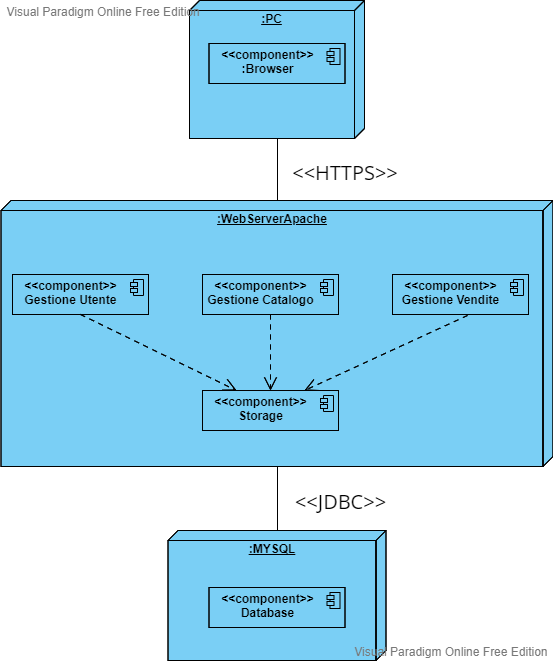 Visual Paradigm Online Free Edition
:PC
<<component>>
:Browser
<<HTTPS>>
:WebServerApache
<<component>>
Gestione Utente
<<component>>
Gestione Catalogo
<<component>>
Gestione Vendite
<<component>>
Storage
<<JDBC>>
:MYSQL
<<component>>
Database
Visual Paradigm Online Free Edition